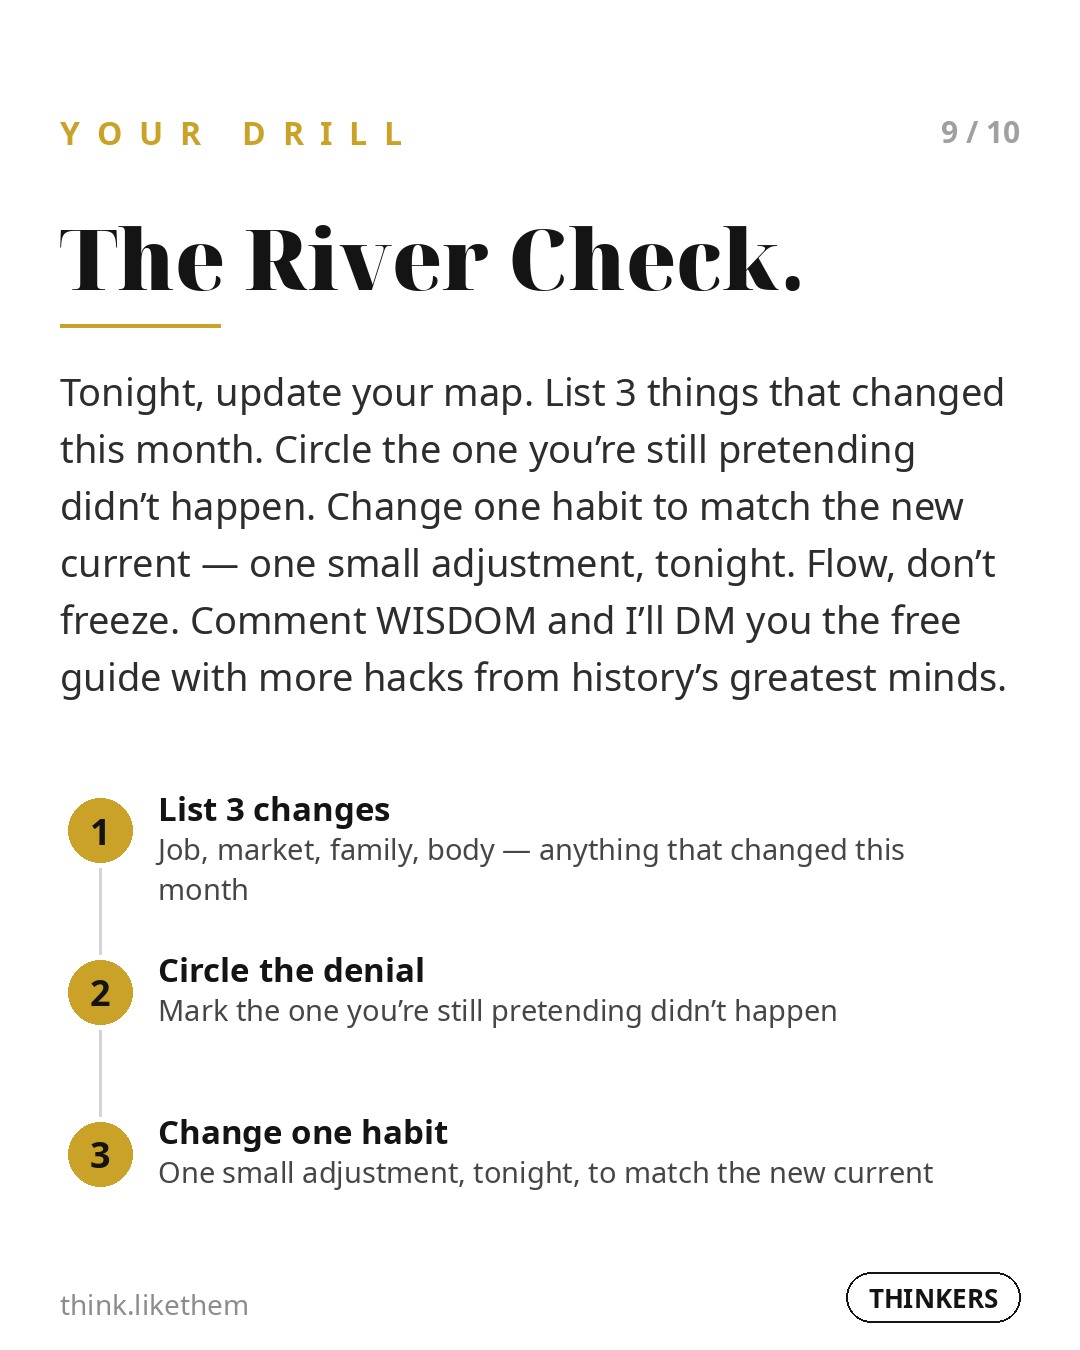 YOUR DRILL
9 / 10
The River Check.
Tonight, update your map. List 3 things that changed
this month. Circle the one you’re still pretending
didn’t happen. Change one habit to match the new
current — one small adjustment, tonight. Flow, don’t
freeze. Comment WISDOM and I’ll DM you the free
guide with more hacks from history’s greatest minds.
1
List 3 changes
Job, market, family, body — anything that changed this
month
2
Circle the denial
Mark the one you’re still pretending didn’t happen
3
Change one habit
One small adjustment, tonight, to match the new current
think.likethem
THINKERS